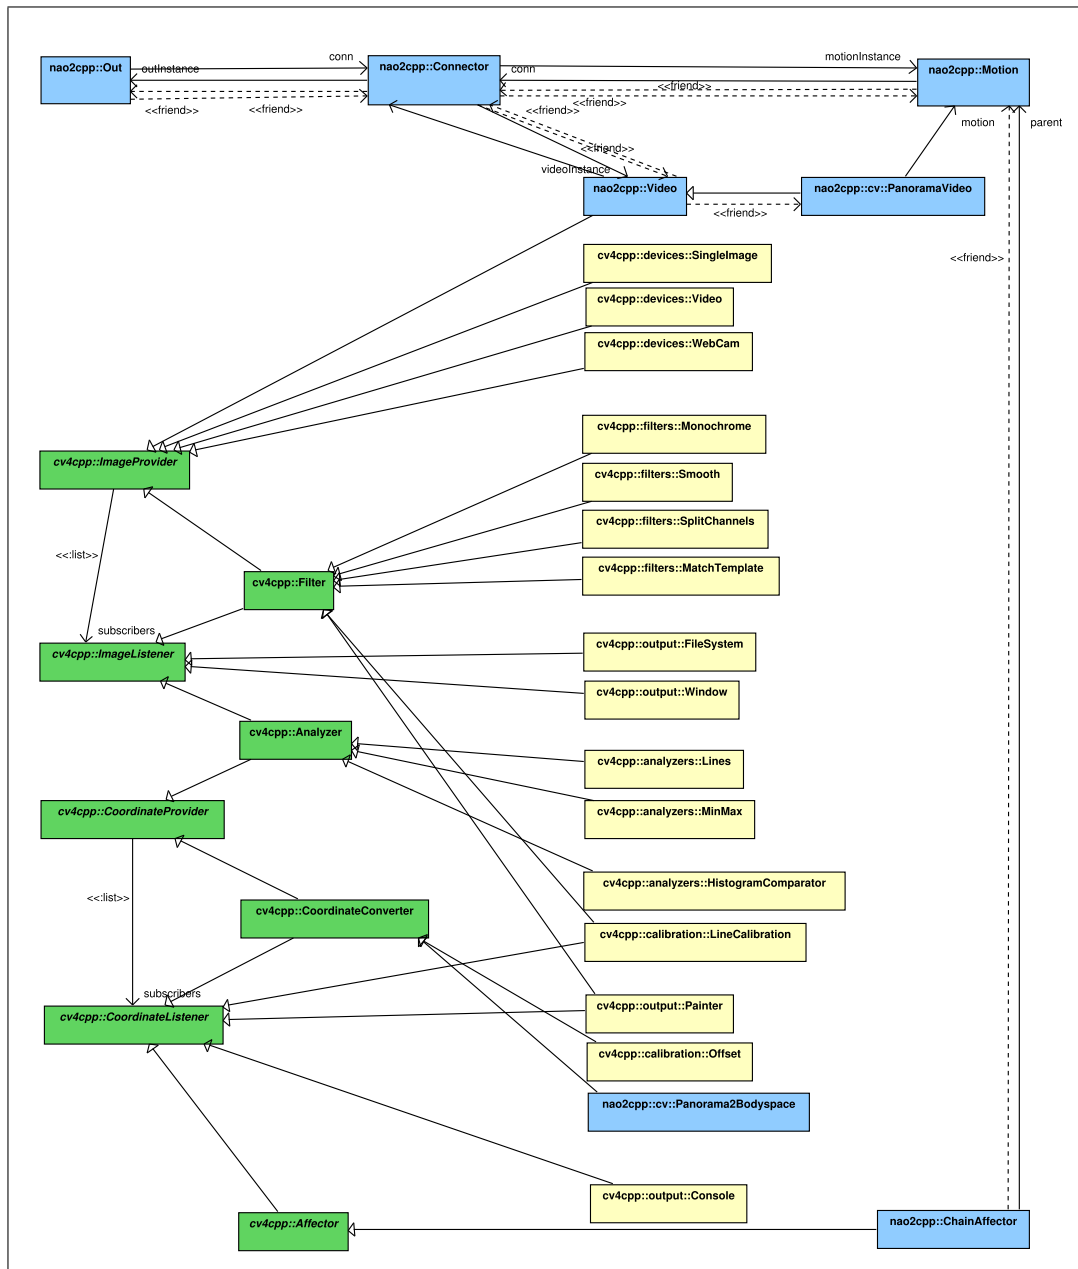 conn
motionInstance
nao2cpp::Out
outInstance
nao2cpp::Connector
conn
nao2cpp::Motion
<<friend>>
<<friend>>
<<friend>>
<<friend>>
<<friend>>
motion
parent
<<friend>>
videoInstance
nao2cpp::Video
nao2cpp::cv::PanoramaVideo
<<friend>>
cv4cpp::devices::SingleImage
<<friend>>
cv4cpp::devices::Video
cv4cpp::devices::WebCam
cv4cpp::filters::Monochrome
cv4cpp::ImageProvider
cv4cpp::filters::Smooth
cv4cpp::filters::SplitChannels
<<:list>>
cv4cpp::filters::MatchTemplate
cv4cpp::Filter
subscribers
cv4cpp::output::FileSystem
cv4cpp::ImageListener
cv4cpp::output::Window
cv4cpp::Analyzer
cv4cpp::analyzers::Lines
cv4cpp::CoordinateProvider
cv4cpp::analyzers::MinMax
cv4cpp::analyzers::HistogramComparator
<<:list>>
cv4cpp::CoordinateConverter
cv4cpp::calibration::LineCalibration
subscribers
cv4cpp::output::Painter
cv4cpp::CoordinateListener
cv4cpp::calibration::Offset
nao2cpp::cv::Panorama2Bodyspace
cv4cpp::output::Console
cv4cpp::Affector
nao2cpp::ChainAffector